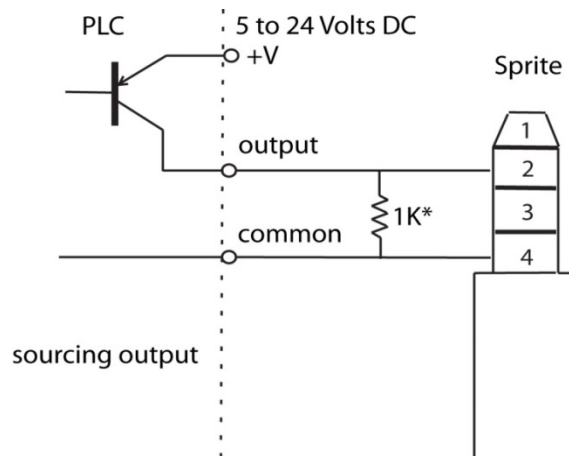 PLC
5 to 24 Volts DC
+V
Sprite
1
output
2
1K*
3
common
4
sourcing output